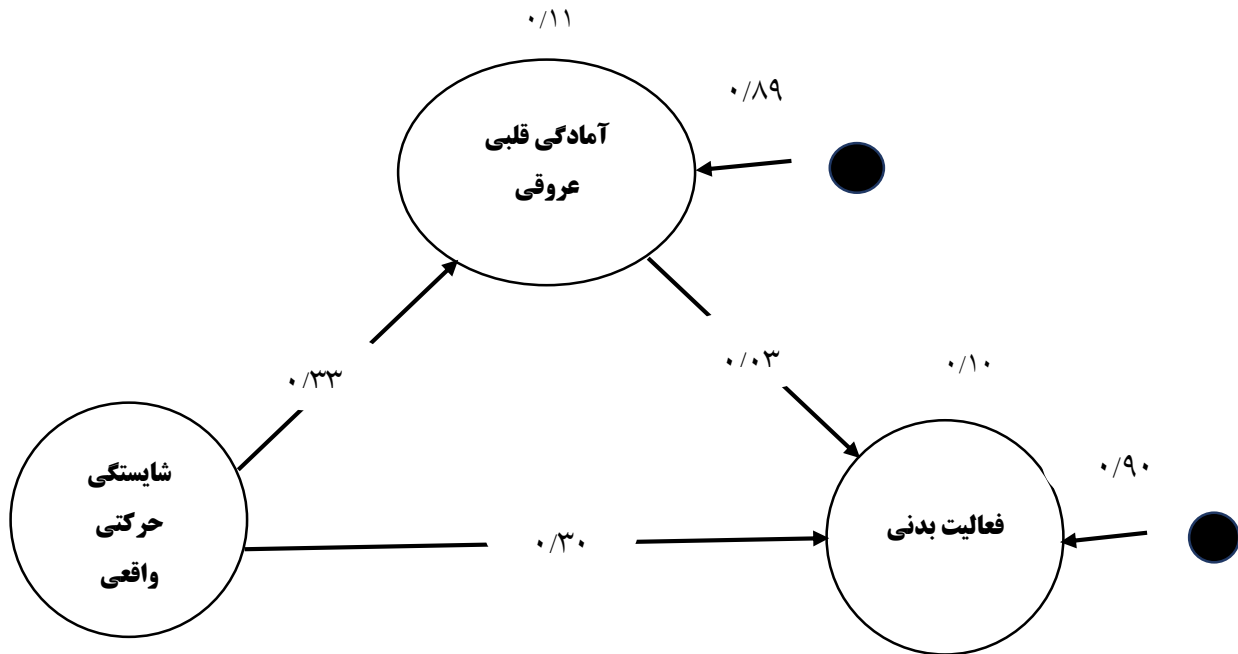 ۰/۱۱
۰/۸۹
آمادگی قلبی
عروقی
۰/۳۳
۰/۰۳
۰/۱۰
۰/۹۰
شایستگی
حرکتی
واقعی
۰/۳۰
فعالیت بدنی